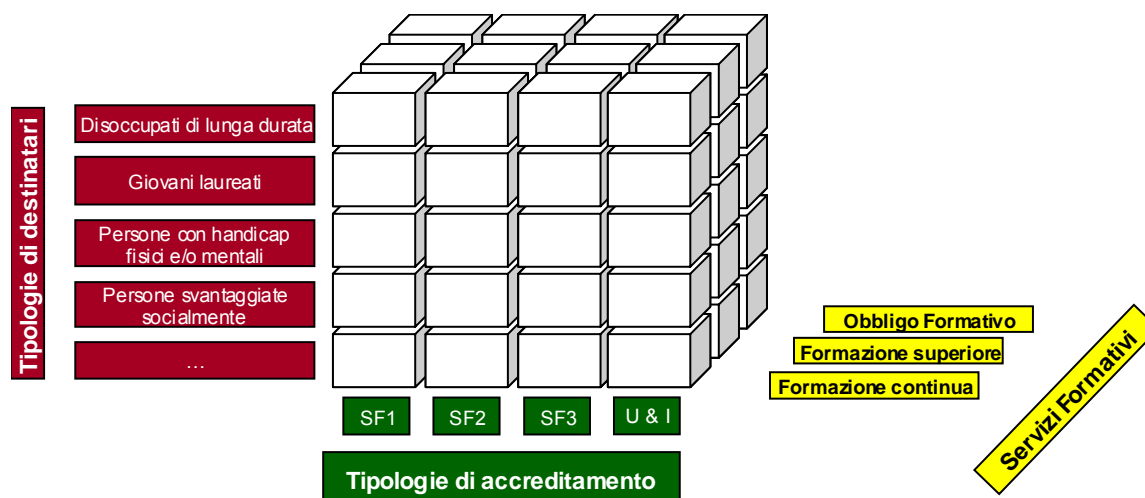 Tipologie di destinatari
Disoccupati di lunga durata
Giovani laureati
Persone con handicap
fisici e/o mentali
Persone svantaggiate
socialmente
…
Obbligo Formativo
Formazione superiore
Formazione continua
Servizi Formativi
SF1
SF2
SF3
U & I
Tipologie di accreditamento